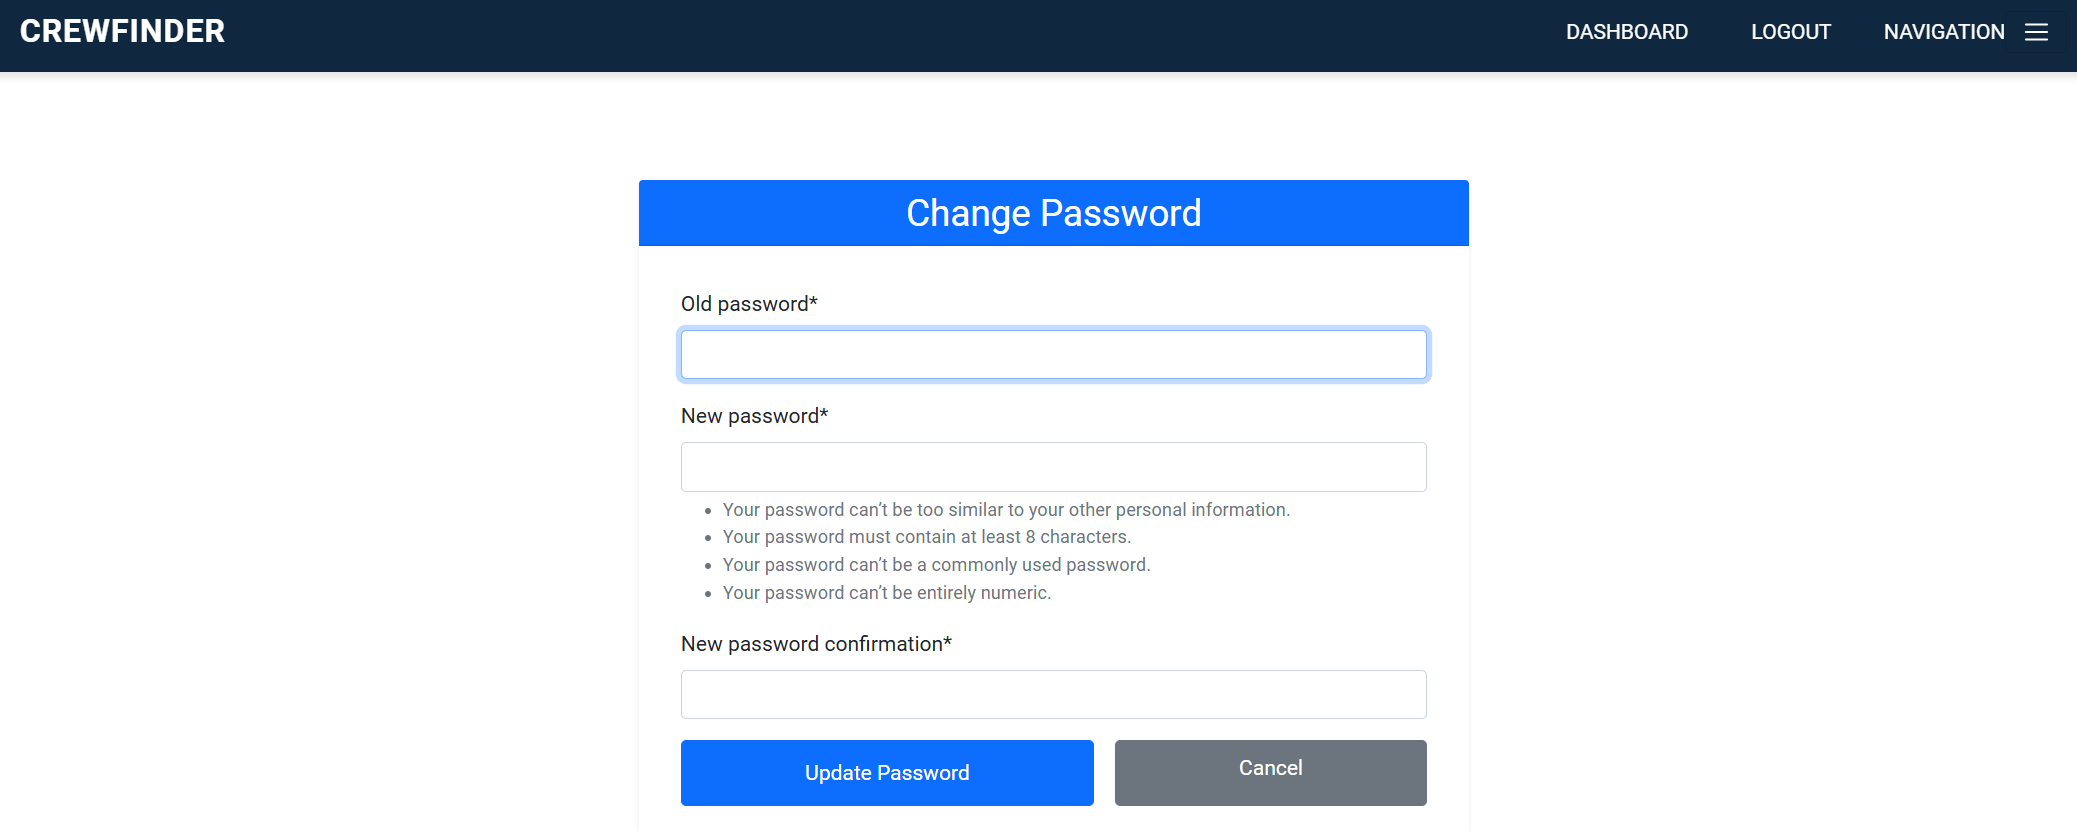 CREWFINDER
DASHBOARD LOGOUT NAVIGATION
Change Password
Old password*
New password*
Your password can’t be too similar to your other personal information.
Your password must contain at least 8 characters.
Your password can’t be a commonly used password.
Your password can’t be entirely numeric.
New password confirmation*
Update Password Cancel